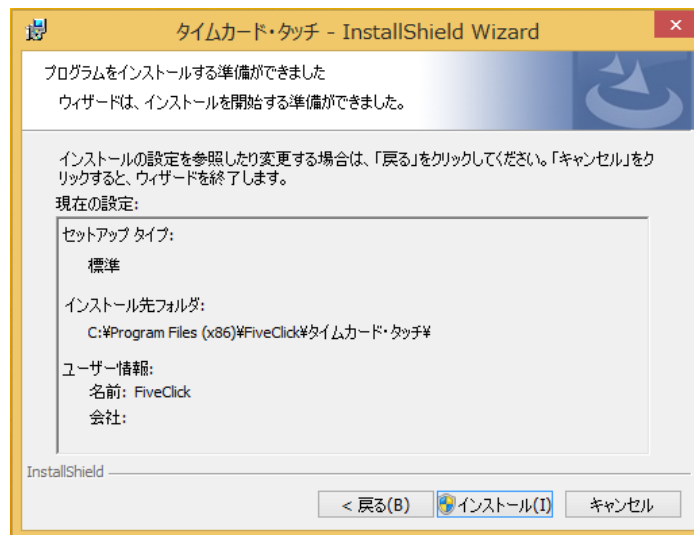 タイムカード・タッチ - InstallShield Wizard
プログラムをインストールする準備ができました
ウィザードは、インストールを開始する準備ができました。
インストールの設定を参照したり変更する場合は、「戻る」をクリックしてください。「キャンセル」をク
リックすると、ウィザードを終了します。
現在の設定:
セットアップ タイプ:
標準
インストール先フォルダ:
C:¥Program Files (x86)¥FiveClick¥タイムカード・タッチ¥
ユーザー情報:
名前: FiveClick
会社:
InstallShield
< 戻る(B) インストール(I) キャンセル